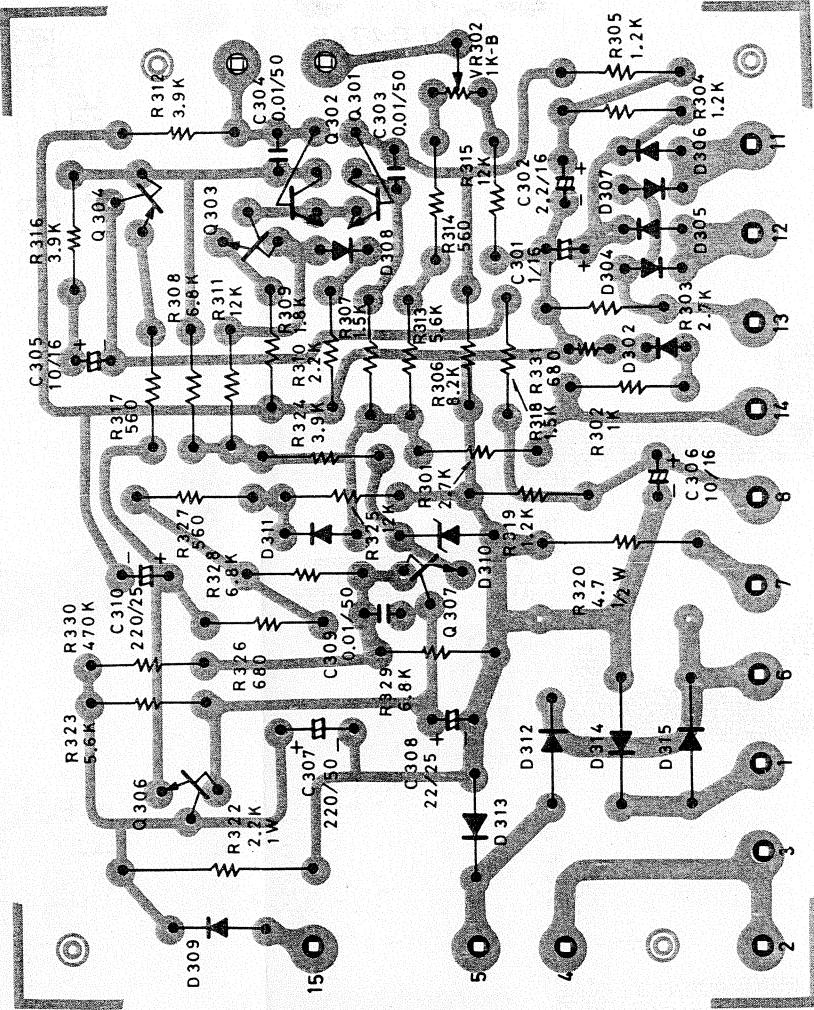 R305
1.2K
VR302
1K-B
R312
3.9K
C304
0.01/50
Q302
Q301
C303
0.01/50
R304
1.2K
D306
11
R315
12K
C302
2.2/16
D307
Q304
Q303
R316
3.9K
R314
560
D308
C301
1/16
D305
12
D304
R308
6.8K
R311
12K
R309
1.8K
R307
1.5K
R313
5.6K
R303
2.7K
13
C305
10/16
R310
2.2K
R306
8.2K
R331
680
D302
R317
560
R324
3.9K
R318
1.5K
R302
1K
14
R301
2.7K
C306
10/16
8
R327
560
D311
R325
12K
R319
1.2K
R328
6.8K
D310
R320
4.7
½W
7
C310
220/25
R330
470K
C309
0.01/50
Q307
R326
680
R329
6.8K
6
R323
5.6K
C307
220/50
C308
22/25
D312
D314
D315
1
Q306
R322
2.2K
1W
D313
3
D309
15
5
4
2